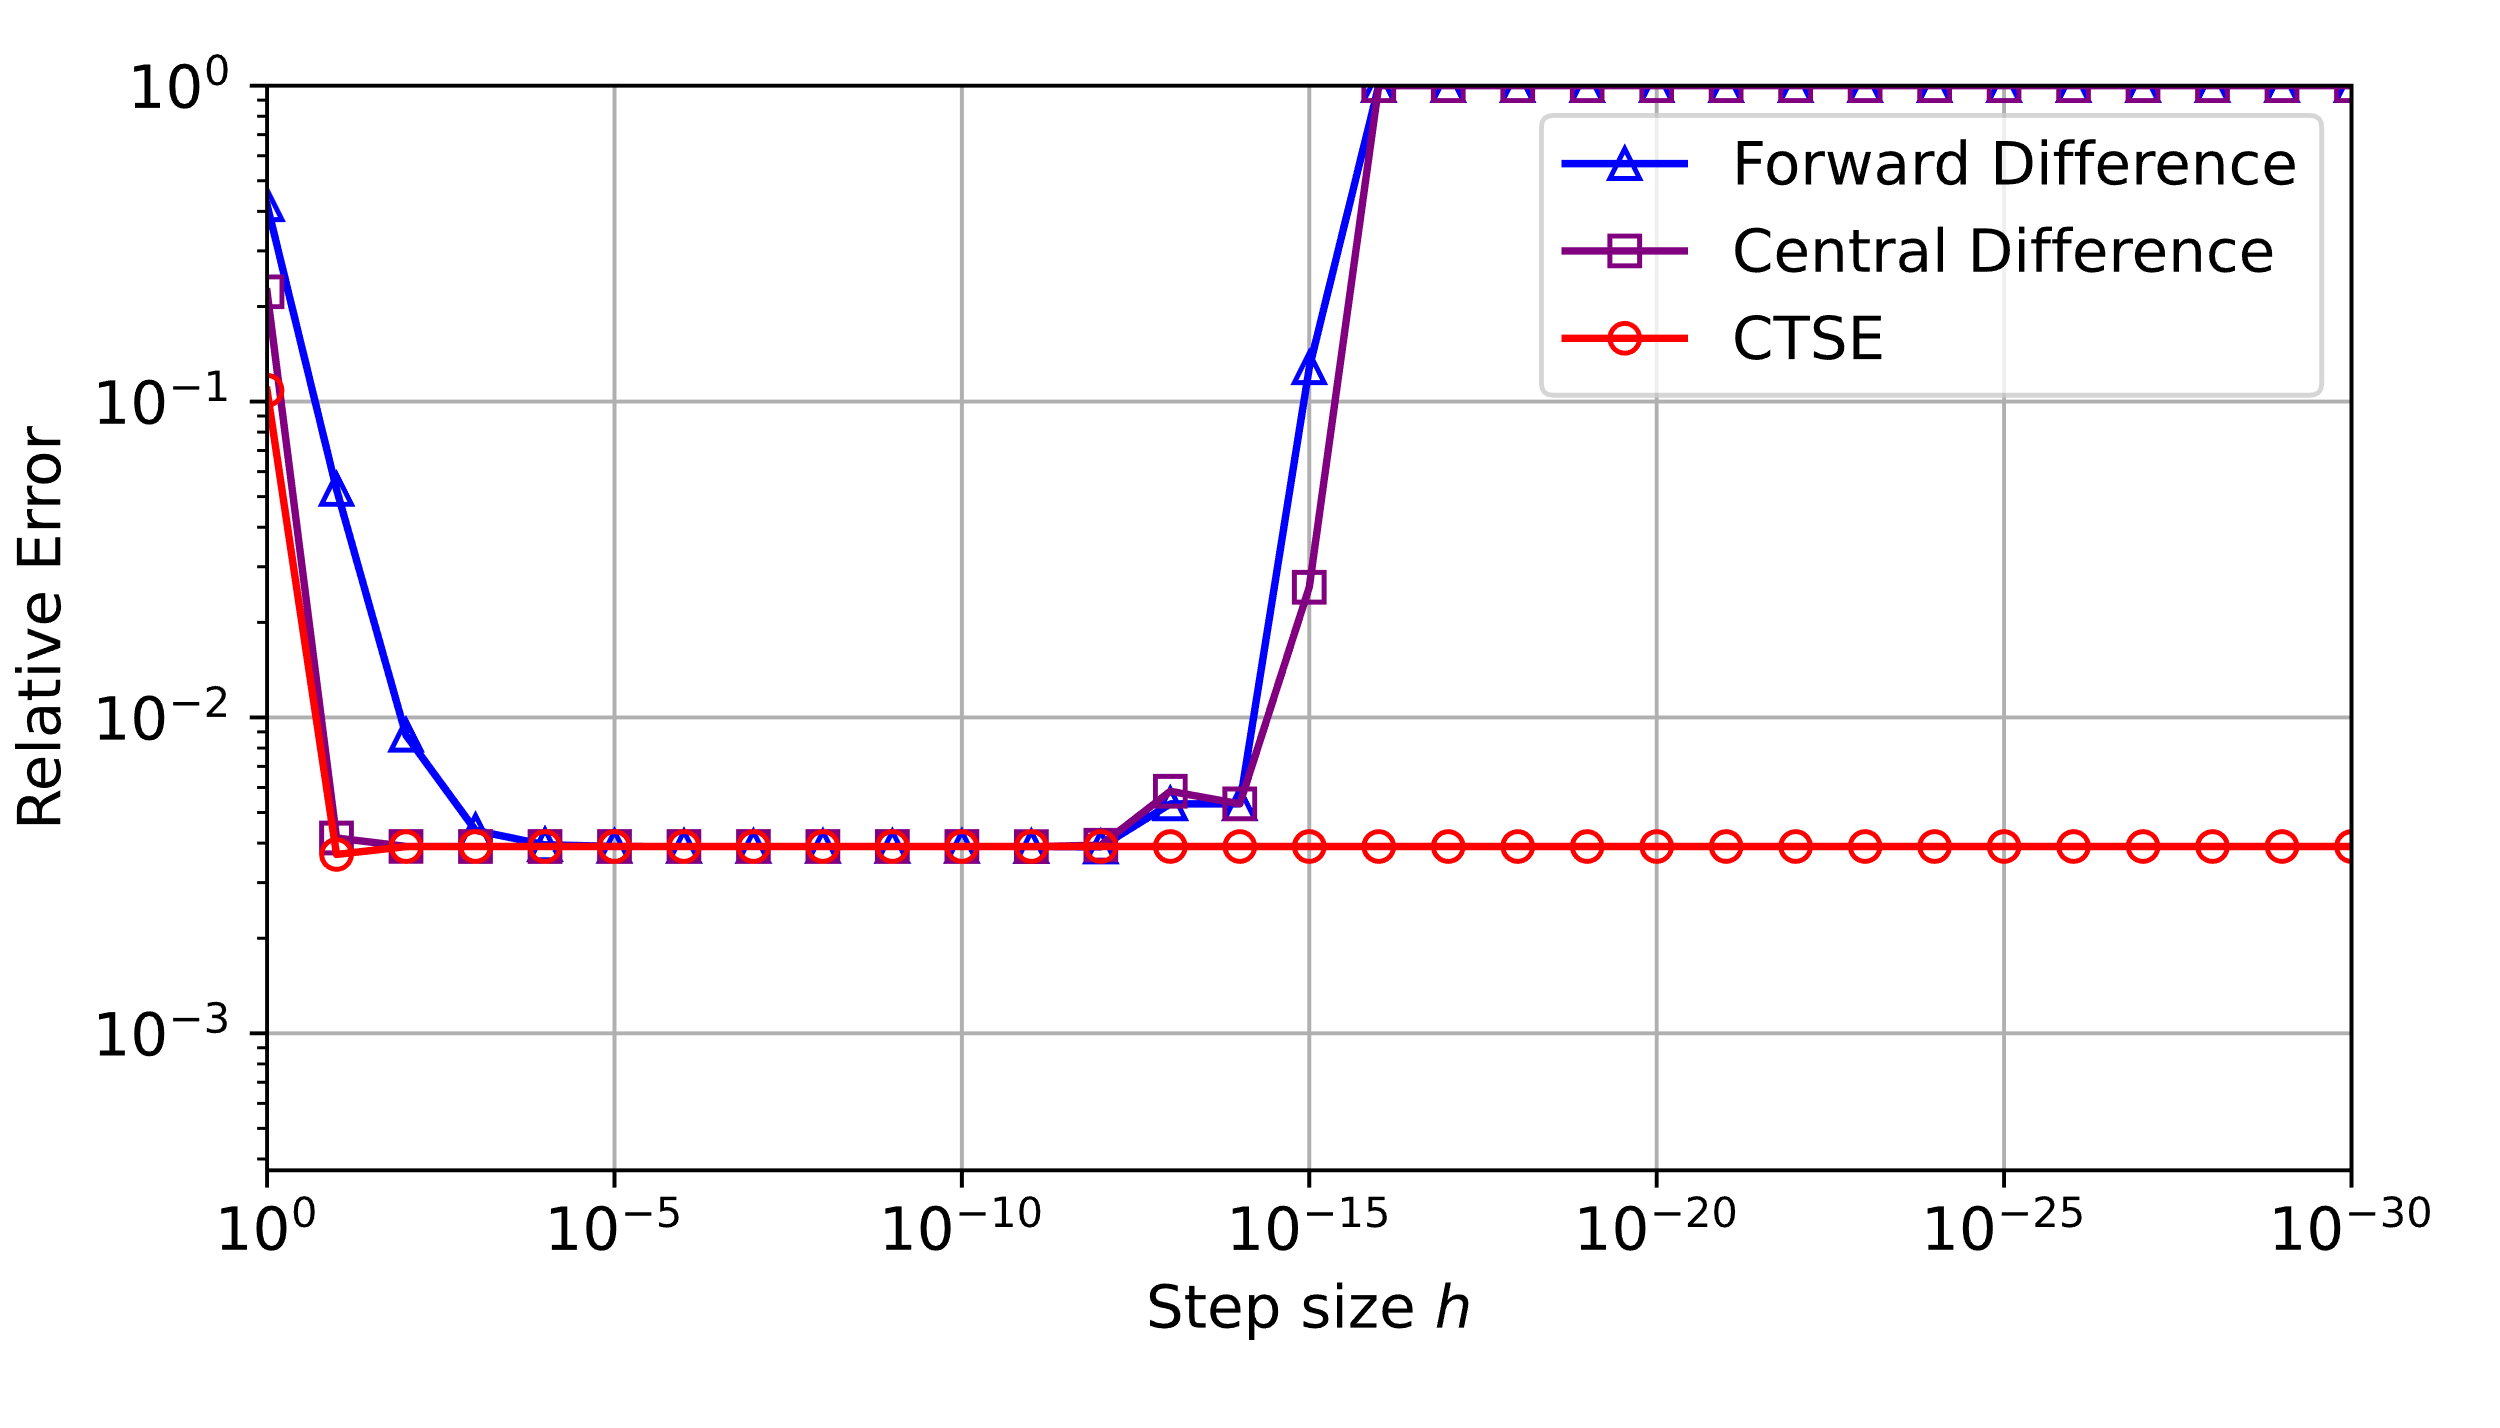 10⁰
10⁻¹
10⁻²
10⁻³
Relative Error
Forward Difference
Central Difference
CTSE
10⁰ 10⁻⁵ 10⁻¹⁰ 10⁻¹⁵ 10⁻²⁰ 10⁻²⁵ 10⁻³⁰
Step size h